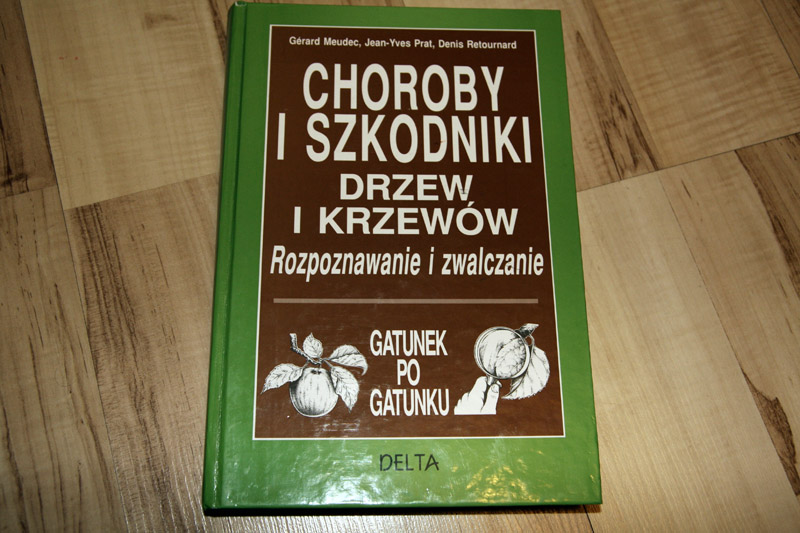 Gérard Meudec, Jean-Yves Prat, Denis Retournard
CHOROBY
I SZKODNIKI
DRZEW
I KRZEWÓW
Rozpoznawanie i zwalczanie
GATUNEK
PO
GATUNKU
DELTA